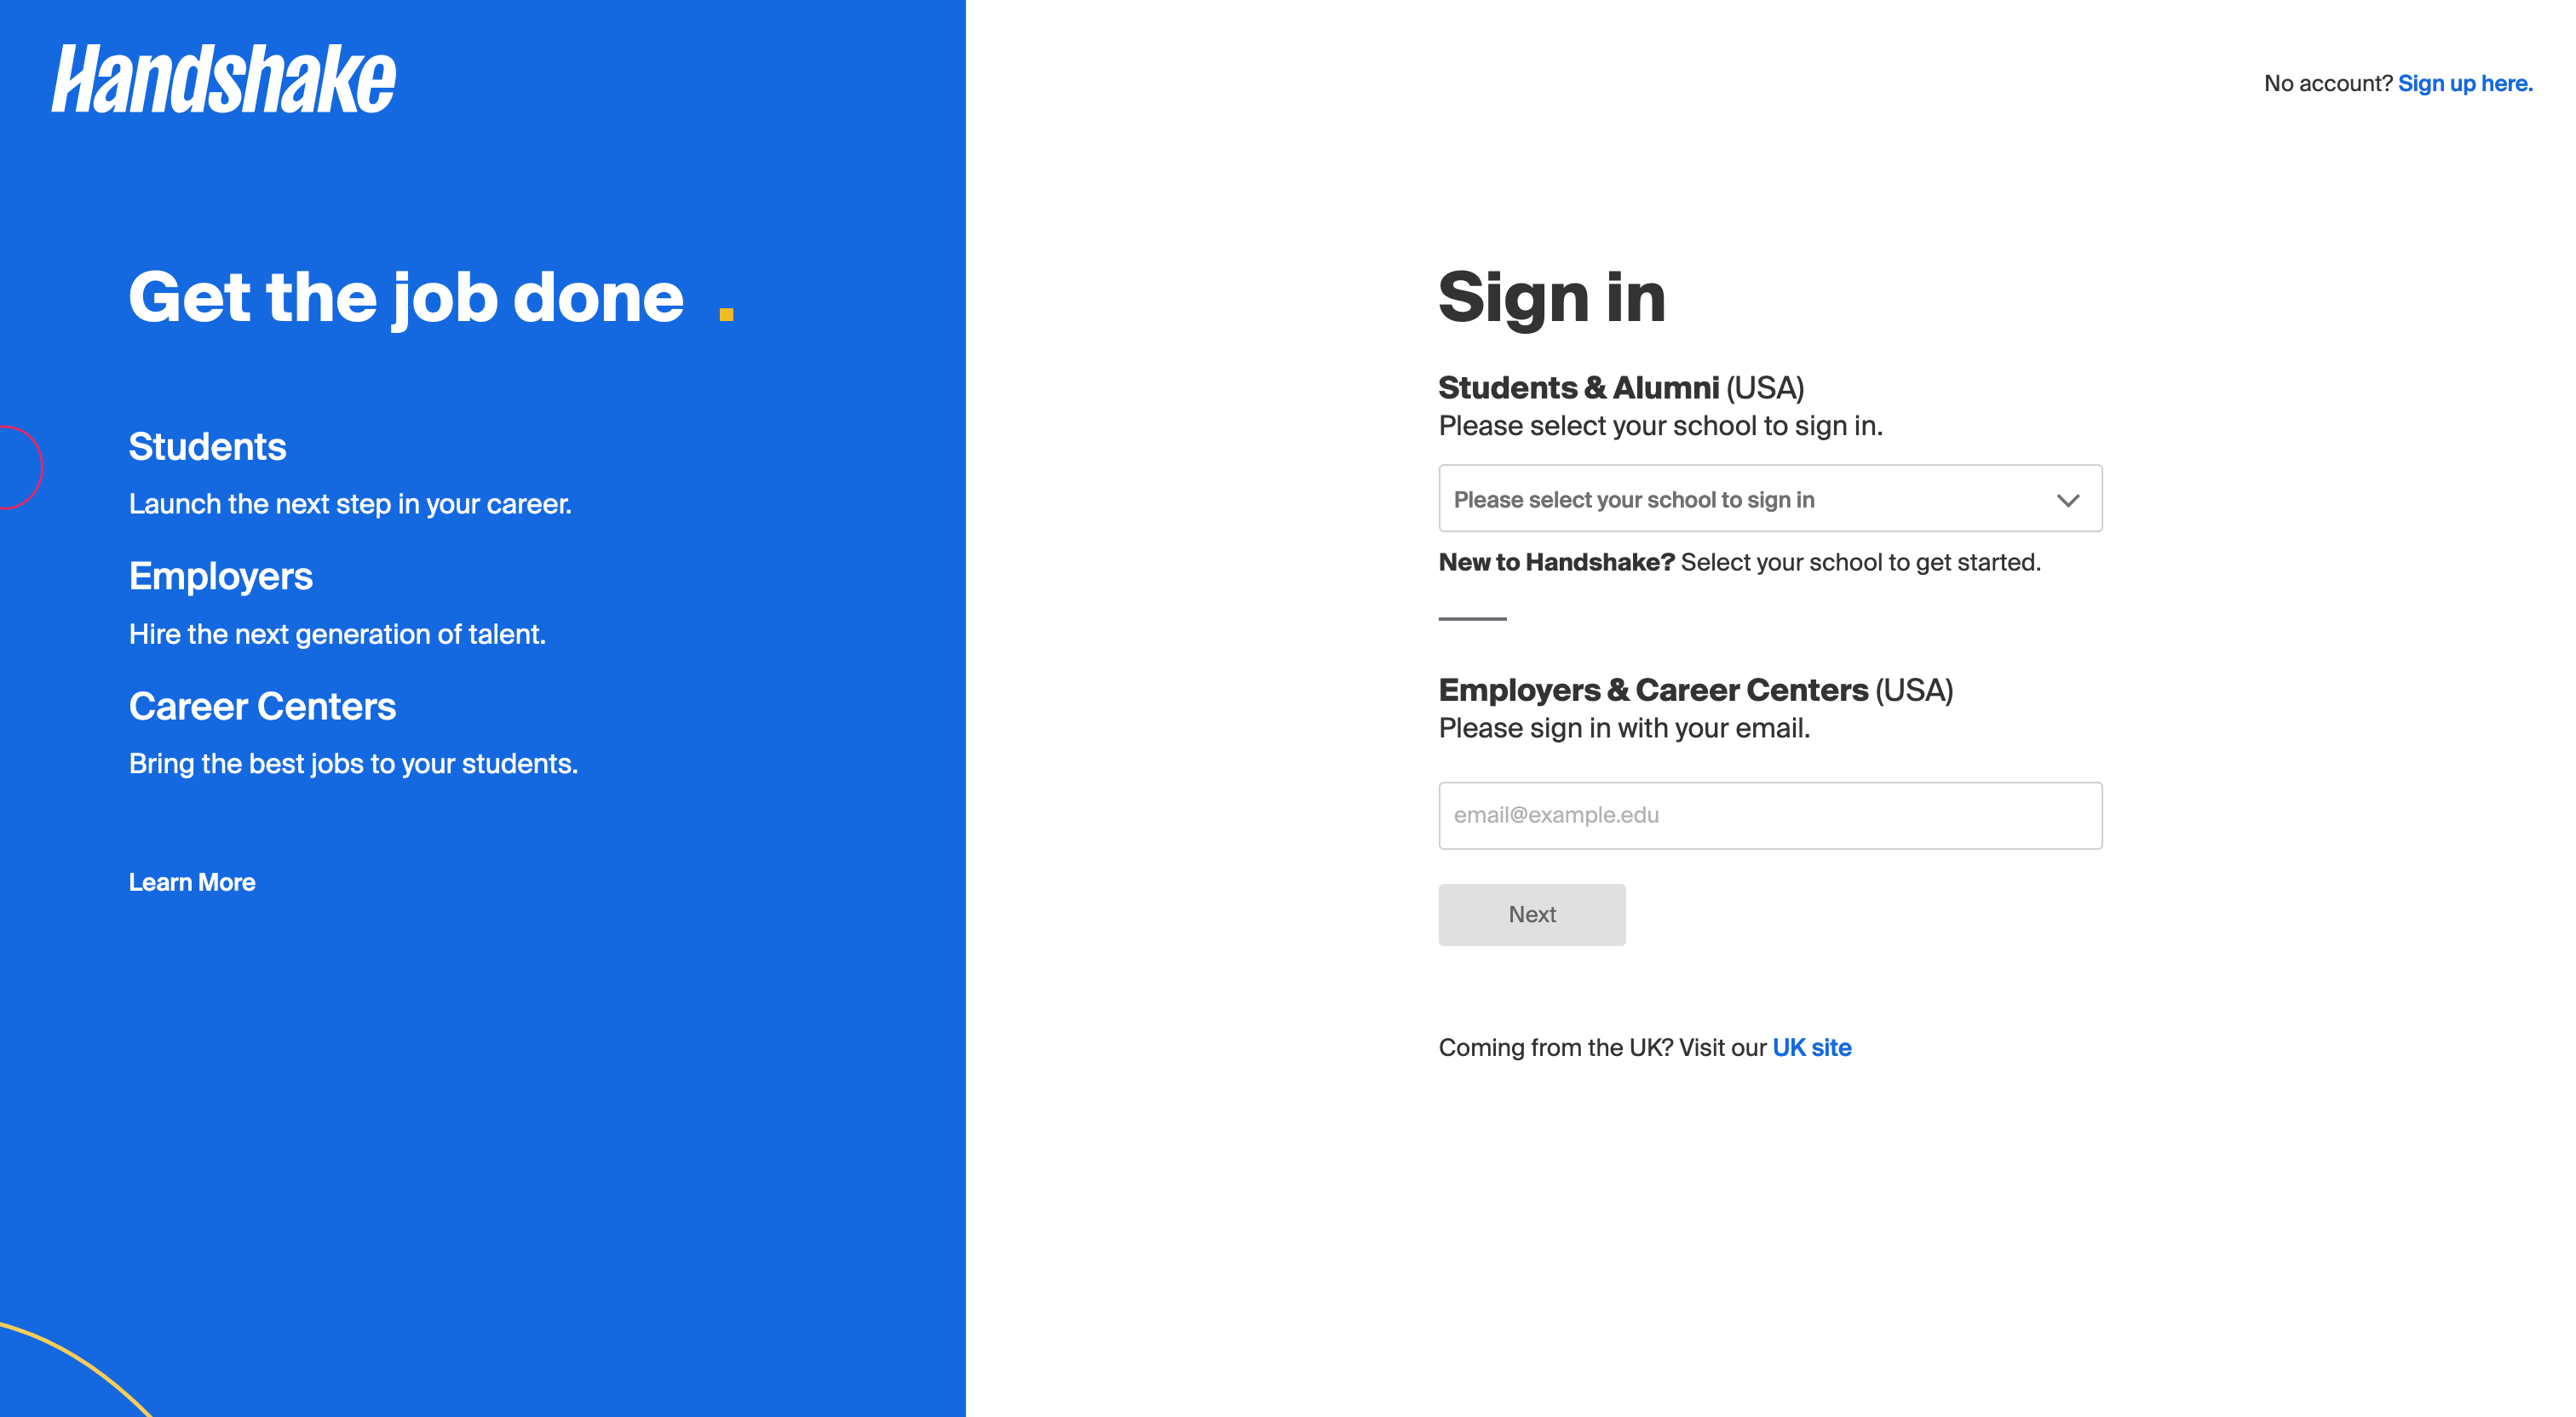 Handshake
No account? Sign up here.
Get the job done .
Students
Launch the next step in your career.
Employers
Hire the next generation of talent.
Career Centers
Bring the best jobs to your students.
Learn More
Sign in
Students & Alumni (USA)
Please select your school to sign in.
Please select your school to sign in
New to Handshake? Select your school to get started.
Employers & Career Centers (USA)
Please sign in with your email.
email@example.edu
Next
Coming from the UK? Visit our UK site